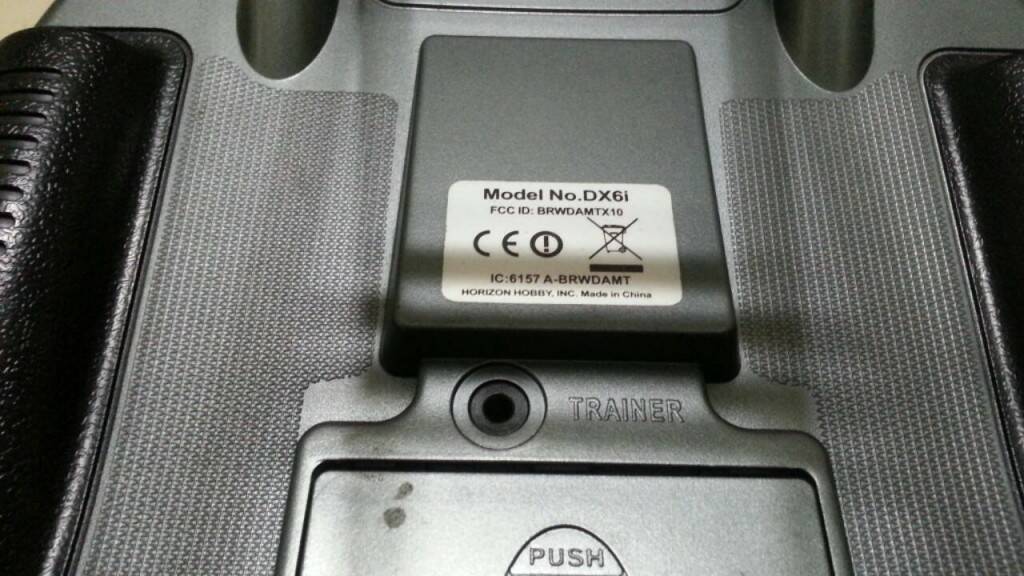 Model No.DX6i
FCC ID: BRWDAMTX10
CE
IC:6157 A-BRWDAMT
HORIZON HOBBY, INC. Made in China
TRAINER
PUSH